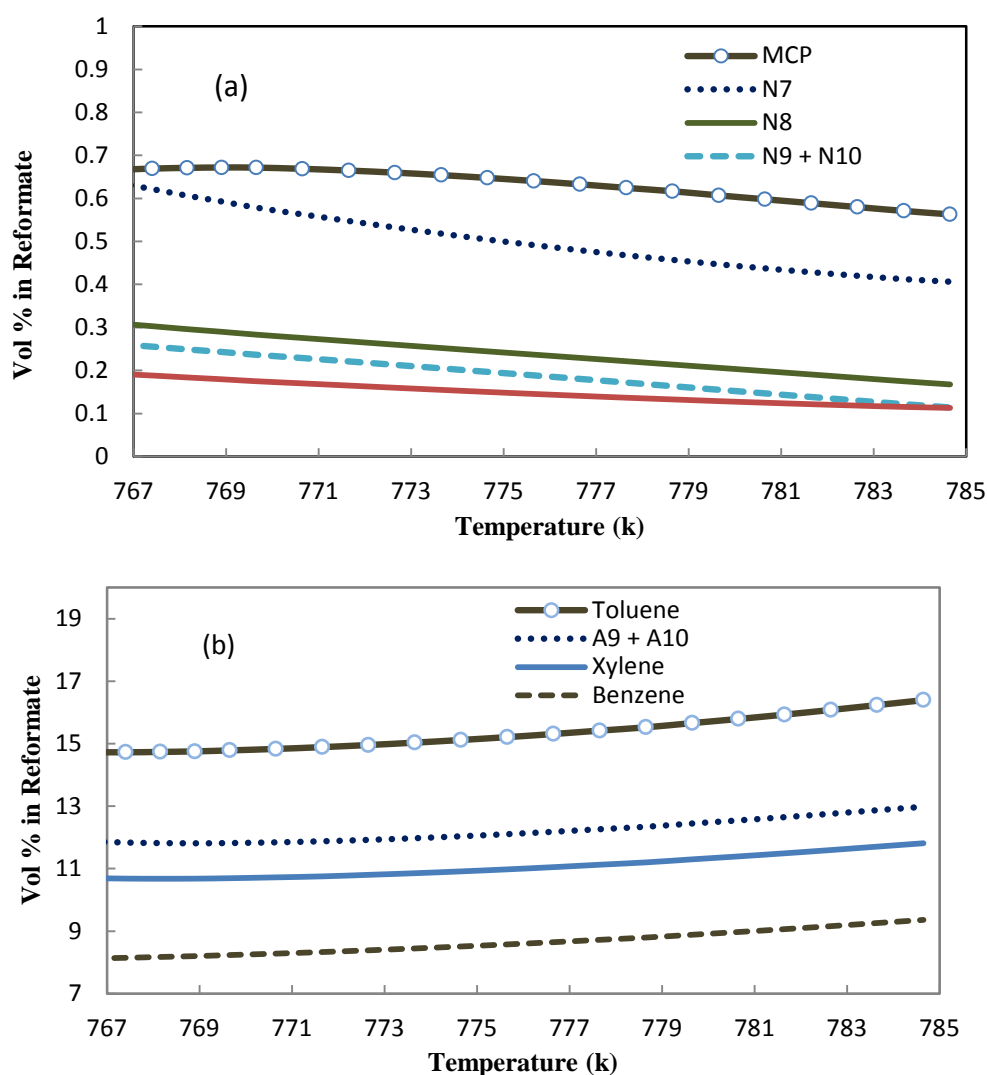 1
0.9
0.8
0.7
0.6
0.5
0.4
0.3
0.2
0.1
0
Vol % in Reformate
(a)
MCP
N7
N8
N9 + N10
767 769 771 773 775 777 779 781 783 785
Temperature (k)
19
17
15
13
11
9
7
Vol % in Reformate
(b)
Toluene
A9 + A10
Xylene
Benzene
767 769 771 773 775 777 779 781 783 785
Temperature (k)